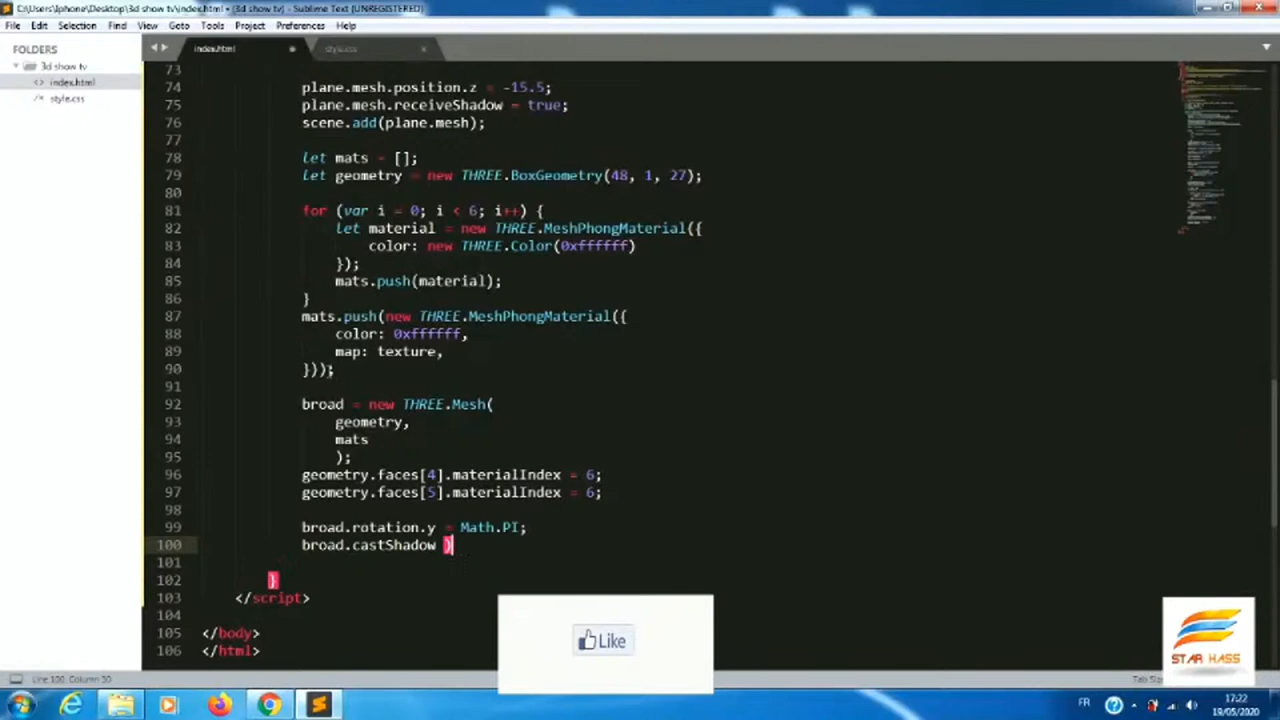 C:\Users\Iphone\Desktop\3d show tv\index.html • (3d show tv) - Sublime Text (UNREGISTERED)
File Edit Selection Find View Goto Tools Project Preferences Help
FOLDERS
3d show tv
index.html
style.css
index.html
style.css
73
74 plane.mesh.position.z = -15.5;
75 plane.mesh.receiveShadow = true;
76 scene.add(plane.mesh);
77
78 let mats = [];
79 let geometry = new THREE.BoxGeometry(48, 1, 27);
80
81 for (var i = 0; i < 6; i++) {
82 let material = new THREE.MeshPhongMaterial({
83 color: new THREE.Color(0xffffff)
84 });
85 mats.push(material);
86 }
87 mats.push(new THREE.MeshPhongMaterial({
88 color: 0xffffff,
89 map: texture,
90 }));
91
92 broad = new THREE.Mesh(
93 geometry,
94 mats
95 );
96 geometry.faces[4].materialIndex = 6;
97 geometry.faces[5].materialIndex = 6;
98
99 broad.rotation.y = Math.PI;
100 broad.castShadow )
101
102 }
103 </script>
104
105 </body>
106 </html>
Like
STAR HASS
Line 100, Column 30
Tab Siz
FR
17:22
19/05/2020